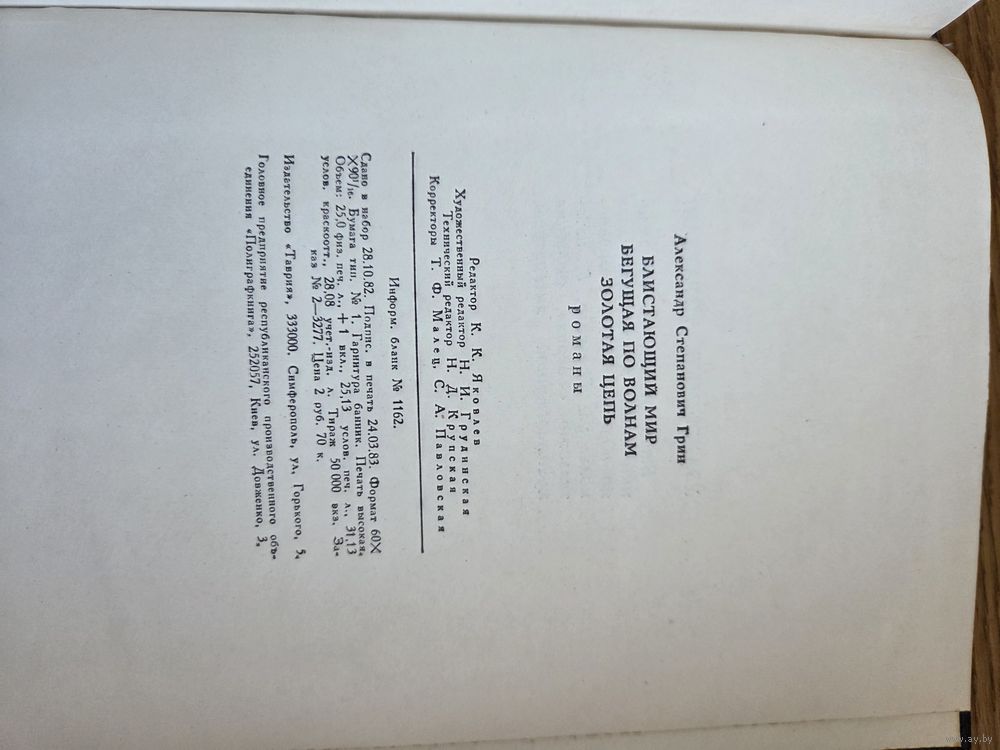 Александр Степанович Грин
БЛИСТАЮЩИЙ МИР
БЕГУЩАЯ ПО ВОЛНАМ
ЗОЛОТАЯ ЦЕПЬ
романы
Редактор К. К. Яковлев
Художественный редактор Н. И. Грудинская
Технический редактор Н. Д. Крупская
Корректоры Т. Ф. Малец, С. А. Павловская
Информ. бланк № 1162.
Сдано в набор 28.10.82. Подпис. в печать 24.03.83. Формат 60X
X90¹/₁₆. Бумага тип. № 1. Гарнитура банник. Печать высокая.
Объем: 25,0 физ. печ. л., + 1 вкл., 25,13 услов. печ. л., 31,13
услов. краскоотт., 28,08 учет.-изд. л. Тираж 50 000 экз. За-
каз № 2—3277. Цена 2 руб. 70 к.
Издательство «Таврия», 333000. Симферополь, ул. Горького, 5.
Головное предприятие республиканского производственного объ-
единения «Полиграфкнига», 252057, Киев, ул. Довженко, 3.
www.ay.by